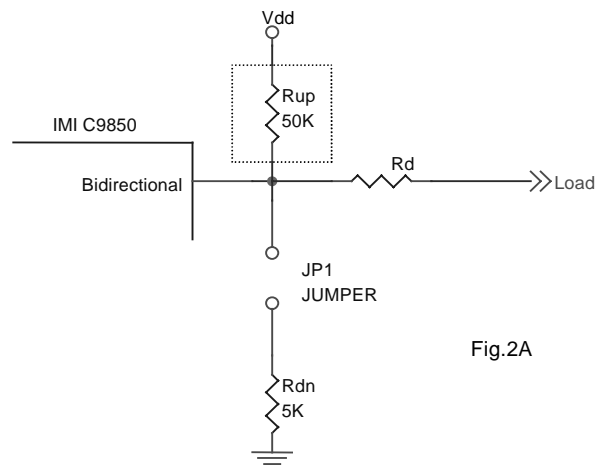 Vdd
Rup
50K
IMI C9850
Rd
Bidirectional
Load
JP1
JUMPER
Fig.2A
Rdn
5K